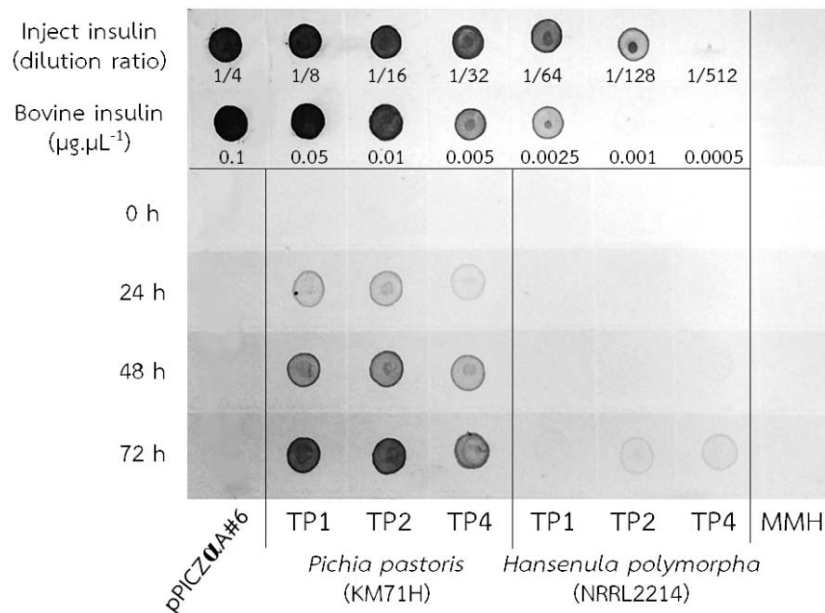 Inject insulin
(dilution ratio)
1/4 1/8 1/16 1/32 1/64 1/128 1/512
Bovine insulin
(µg.µL-1)
0.1 0.05 0.01 0.005 0.0025 0.001 0.0005
0 h
24 h
48 h
72 h
pPICZαA#6 TP1 TP2 TP4 TP1 TP2 TP4 MMH
Pichia pastoris Hansenula polymorpha
(KM71H) (NRRL2214)